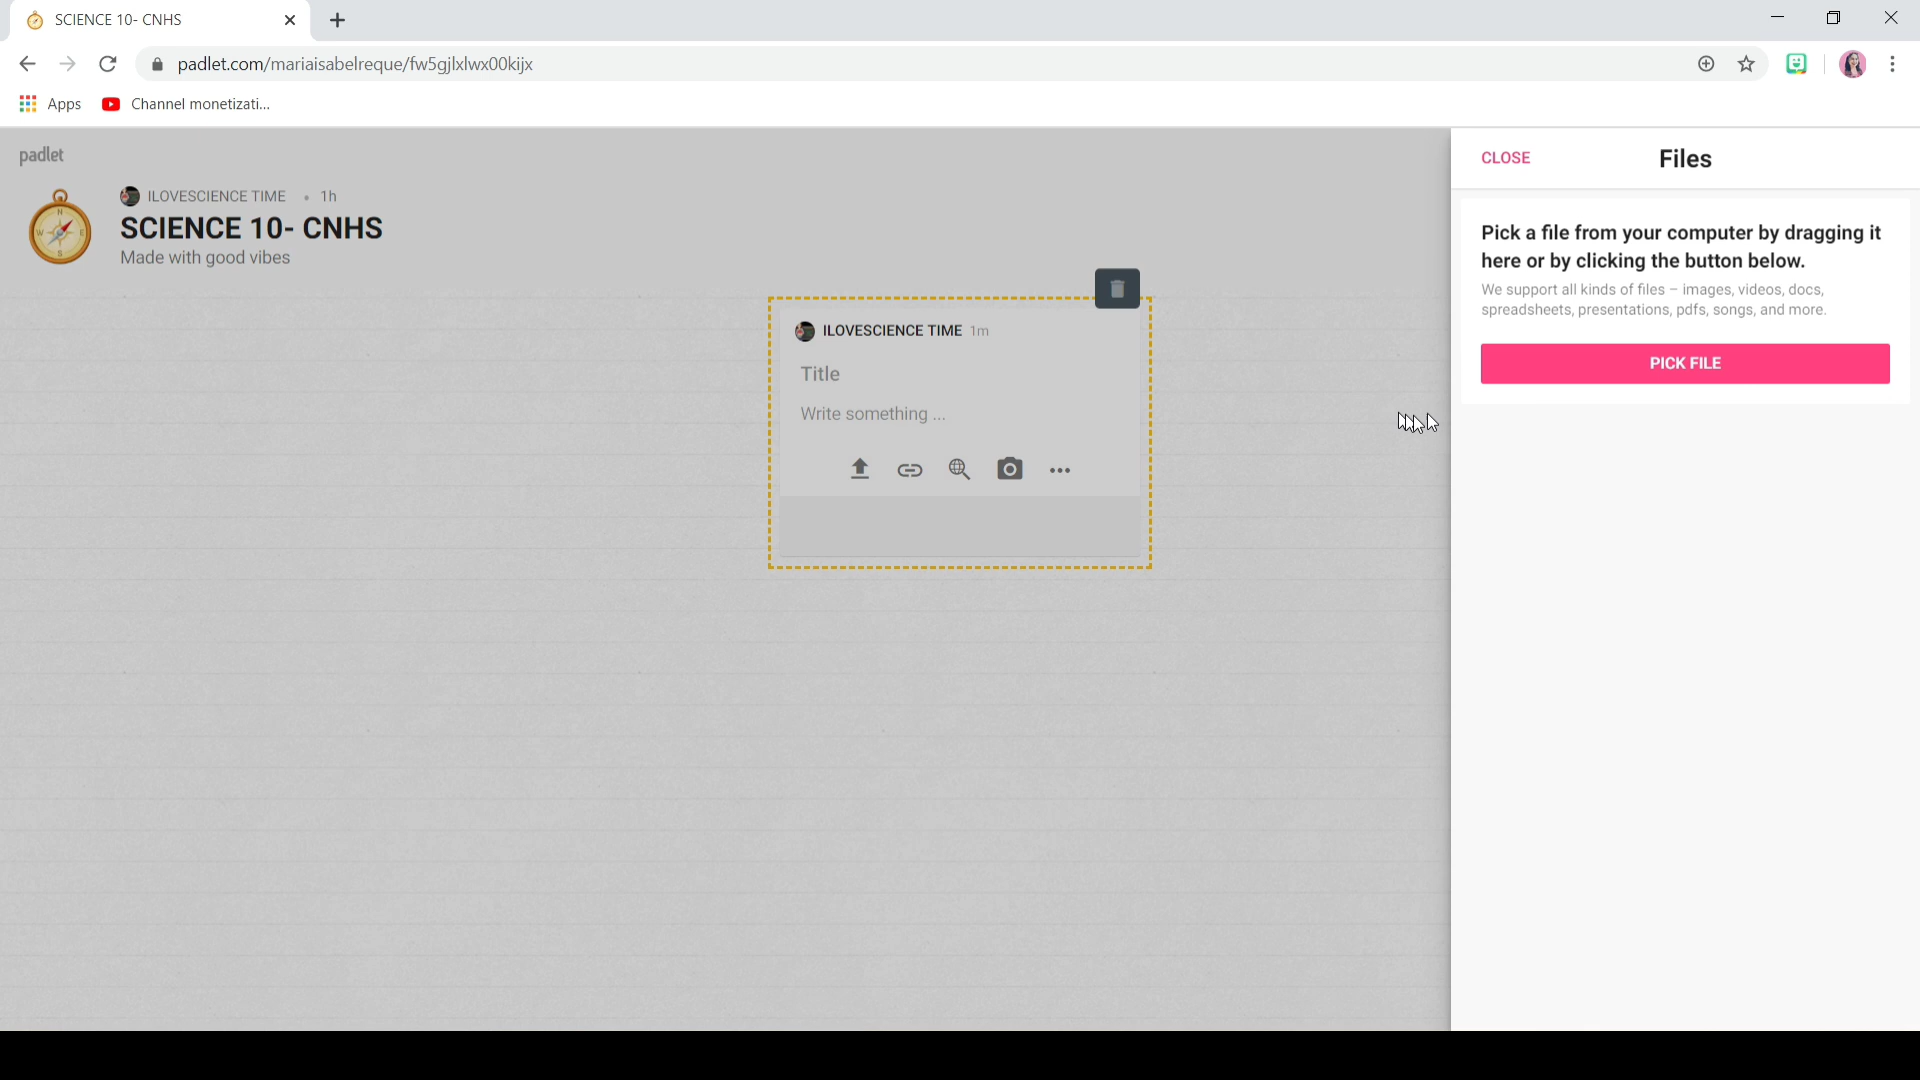 SCIENCE 10- CNHS
padlet.com/mariaisabelreque/fw5gjlxlwx00kijx
Apps
Channel monetizati...
padlet
ILOVESCIENCE TIME • 1h
SCIENCE 10- CNHS
Made with good vibes
ILOVESCIENCE TIME 1m
Title
Write something ...
CLOSE
Files
Pick a file from your computer by dragging it
here or by clicking the button below.
We support all kinds of files – images, videos, docs,
spreadsheets, presentations, pdfs, songs, and more.
PICK FILE